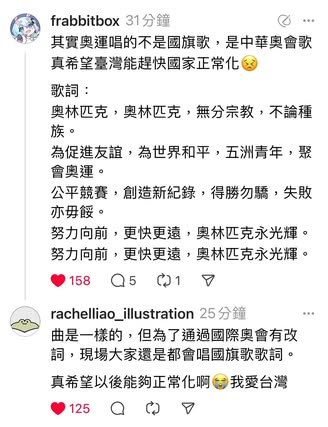 frabbitbox 31分鐘
其實奧運唱的不是國旗歌，是中華奧會歌
真希望臺灣能趕快國家正常化😣
歌詞：
奧林匹克，奧林匹克，無分宗教，不論種
族。
為促進友誼，為世界和平，五洲青年，聚
會奧運。
公平競賽，創造新紀錄，得勝勿驕，失敗
亦毋餒。
努力向前，更快更遠，奧林匹克永光輝。
努力向前，更快更遠，奧林匹克永光輝。
158 5 1
rachelliao_illustration 25分鐘
曲是一樣的，但為了通過國際奧會有改
詞，現場大家還是都會唱國旗歌歌詞。
真希望以後能夠正常化啊😭我愛台灣
125